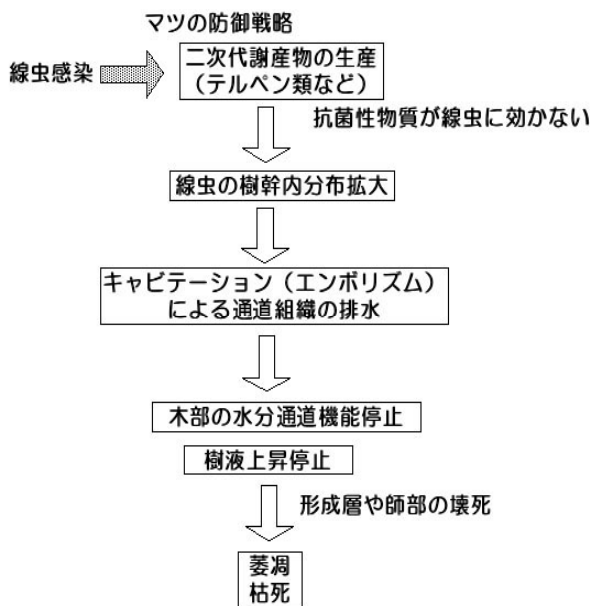 マツの防御戦略
線虫感染
二次代謝産物の生産
（テルペン類など）
抗菌性物質が線虫に効かない
線虫の樹幹内分布拡大
キャビテーション（エンボリズム）
による通道組織の排水
木部の水分通道機能停止
樹液上昇停止
形成層や師部の壊死
萎凋
枯死